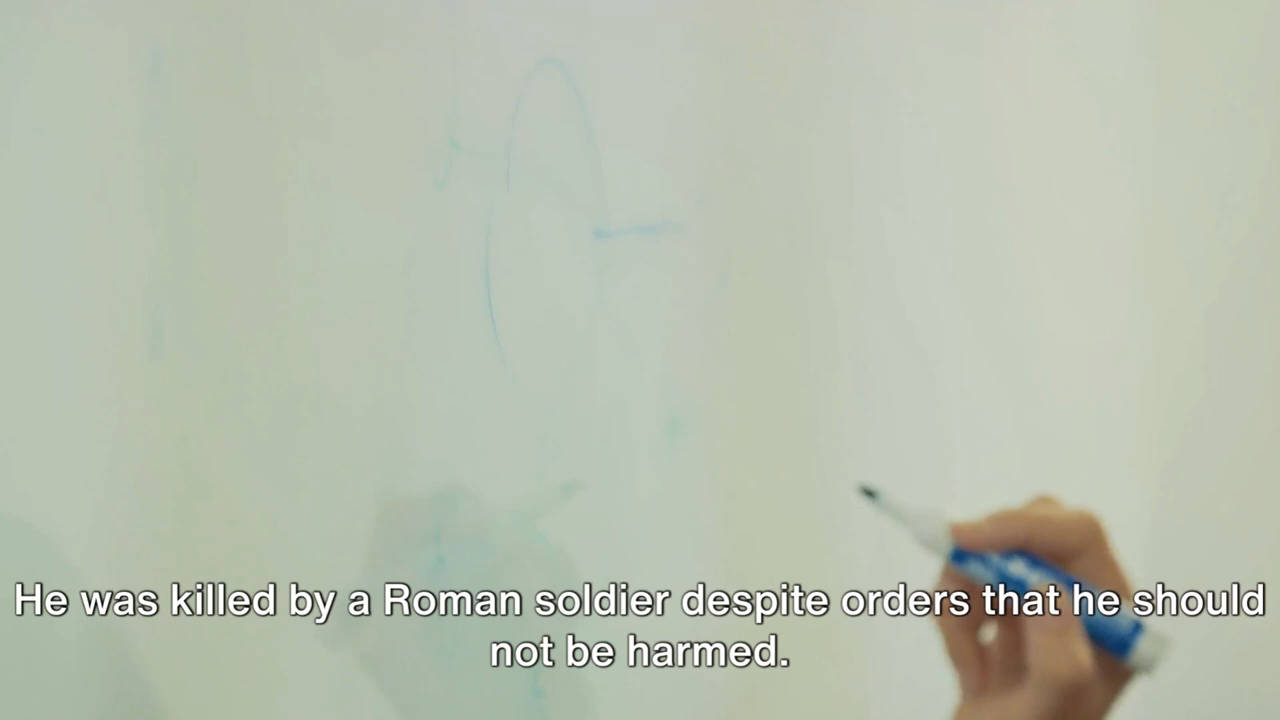 He was killed by a Roman soldier despite orders that he should
not be harmed.